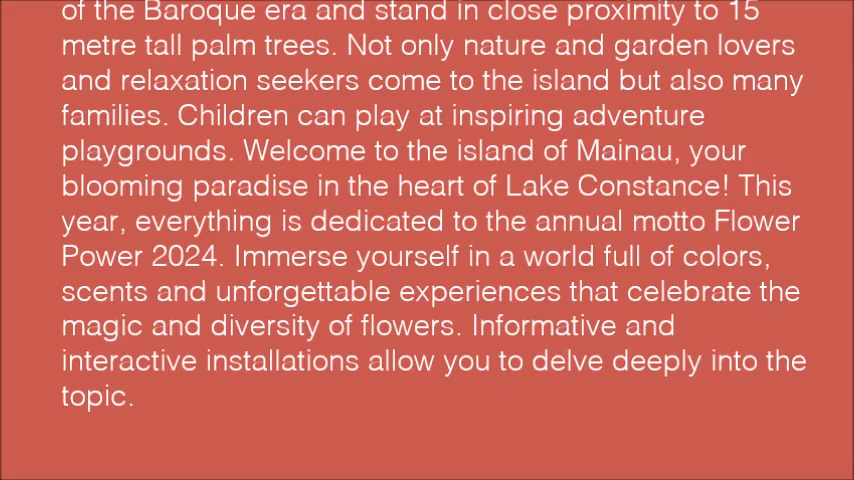 of the Baroque era and stand in close proximity to 15
metre tall palm trees. Not only nature and garden lovers
and relaxation seekers come to the island but also many
families. Children can play at inspiring adventure
playgrounds. Welcome to the island of Mainau, your
blooming paradise in the heart of Lake Constance! This
year, everything is dedicated to the annual motto Flower
Power 2024. Immerse yourself in a world full of colors,
scents and unforgettable experiences that celebrate the
magic and diversity of flowers. Informative and
interactive installations allow you to delve deeply into the
topic.